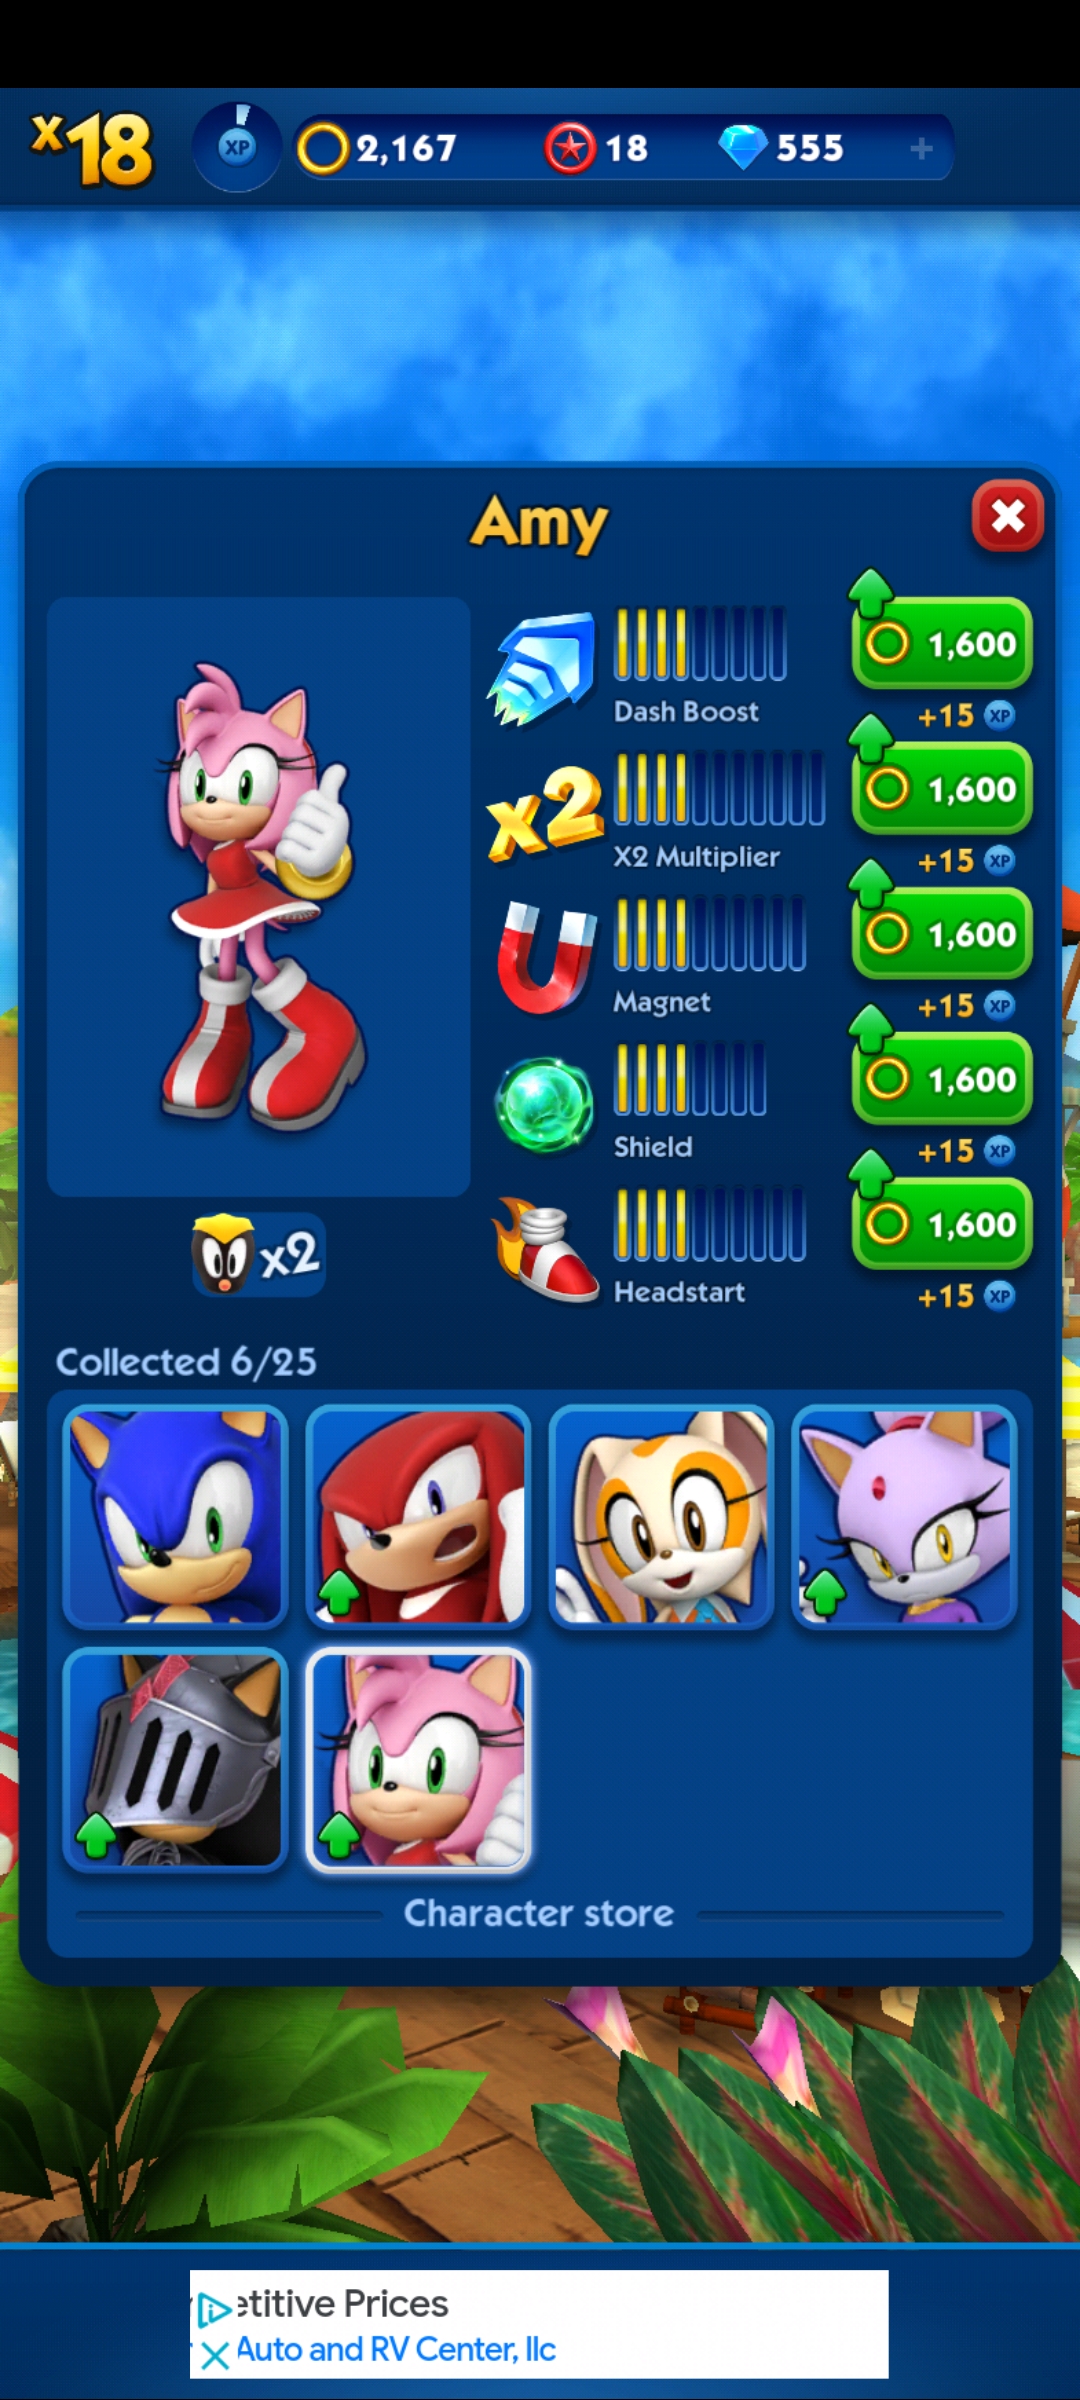 x18
XP
2,167
18
555
+
Amy
1,600
Dash Boost
+15 XP
x2
1,600
X2 Multiplier
+15 XP
1,600
Magnet
+15 XP
1,600
Shield
+15 XP
1,600
Headstart
+15 XP
x2
Collected 6/25
Character store
etitive Prices
Auto and RV Center, llc